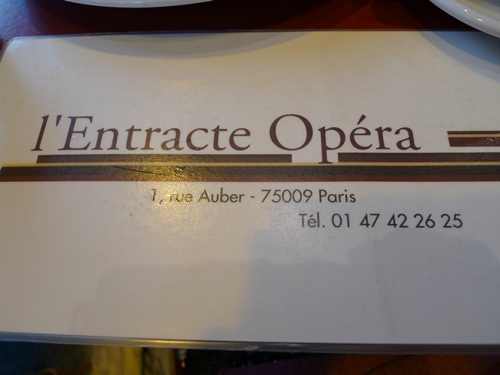 l'Entracte Opéra
1, rue Auber - 75009 Paris
Tél. 01 47 42 26 25